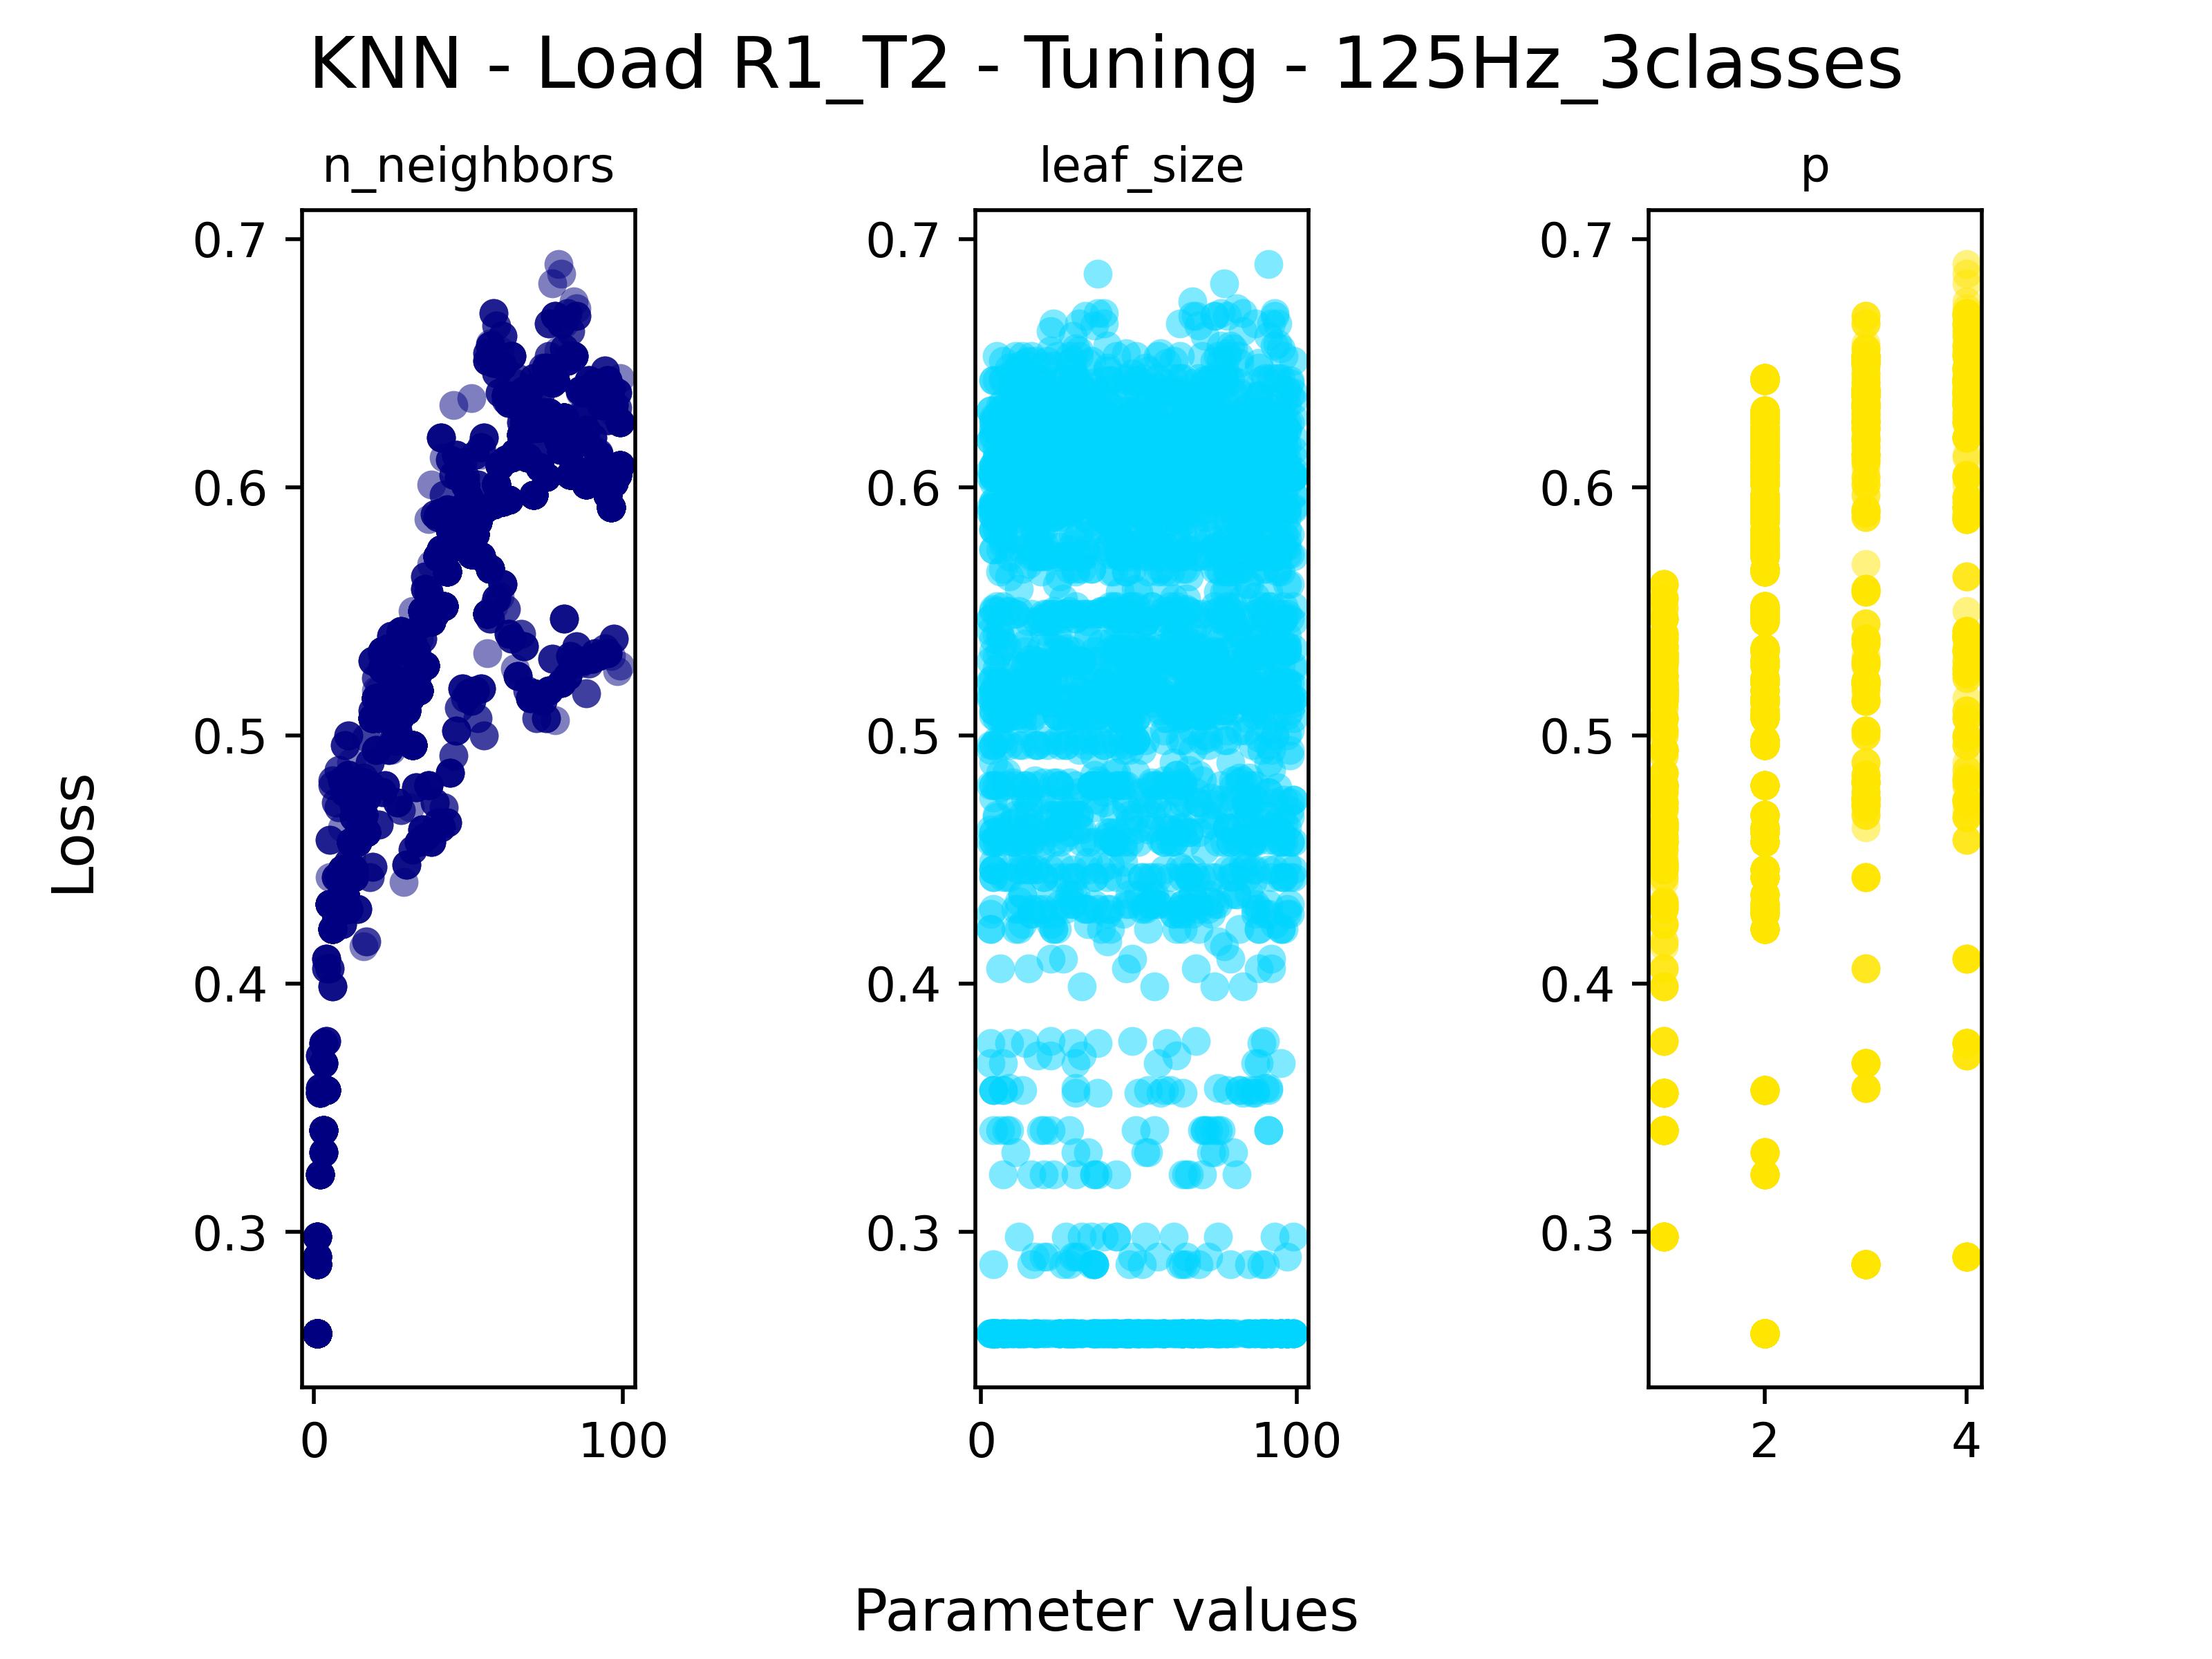 KNN - Load R1_T2 - Tuning - 125Hz_3classes
n_neighbors leaf_size p
0.7 0.7 0.7
0.6 0.6 0.6
0.5 0.5 0.5
Loss
0.4 0.4 0.4
0.3 0.3 0.3
0 100 0 100 2 4
Parameter values